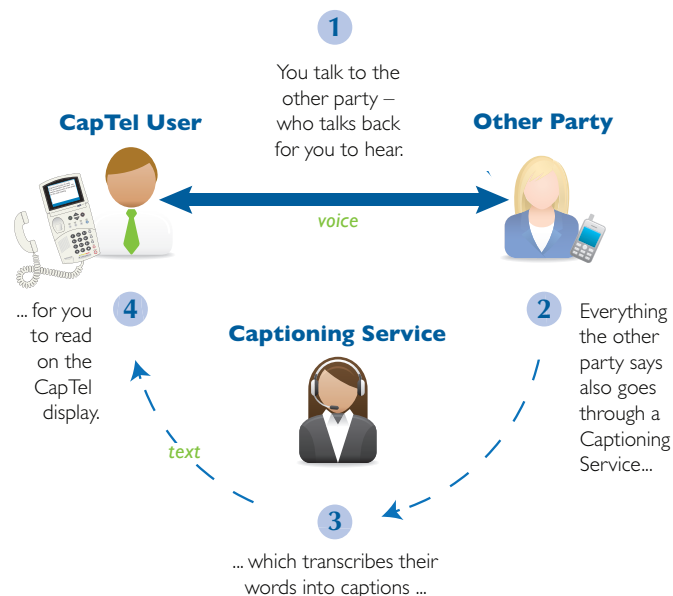 1
You talk to the
other party –
who talks back
for you to hear.
CapTel User
Other Party
voice
2
Everything
the other
party says
also goes
through a
Captioning
Service...
Captioning Service
3
... which transcribes their
words into captions ...
text
4
... for you
to read
on the
CapTel
display.